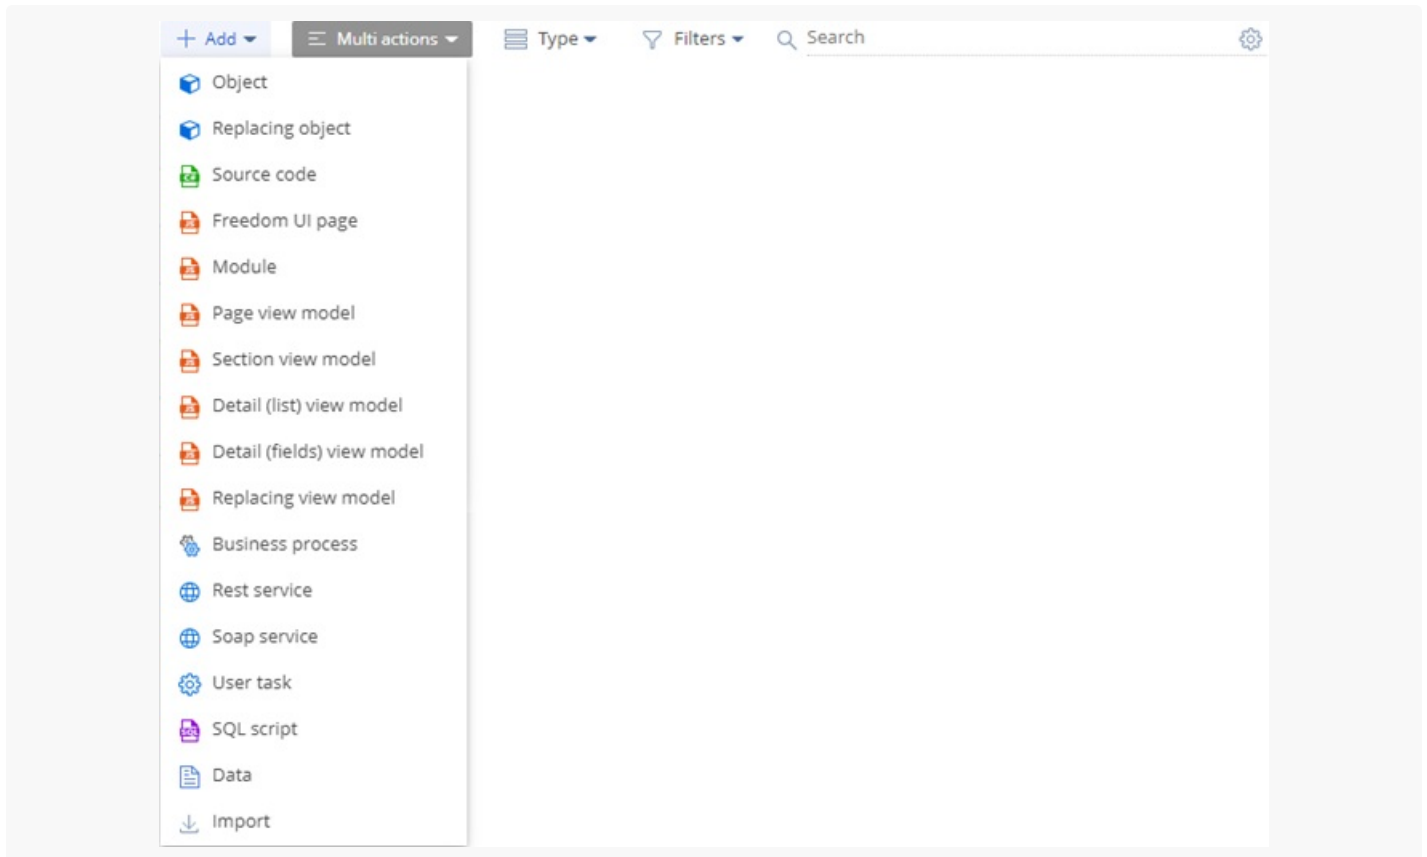 Add Multi actions Type Filters Search
Object
Replacing object
Source code
Freedom UI page
Module
Page view model
Section view model
Detail (list) view model
Detail (fields) view model
Replacing view model
Business process
Rest service
Soap service
User task
SQL script
Data
Import